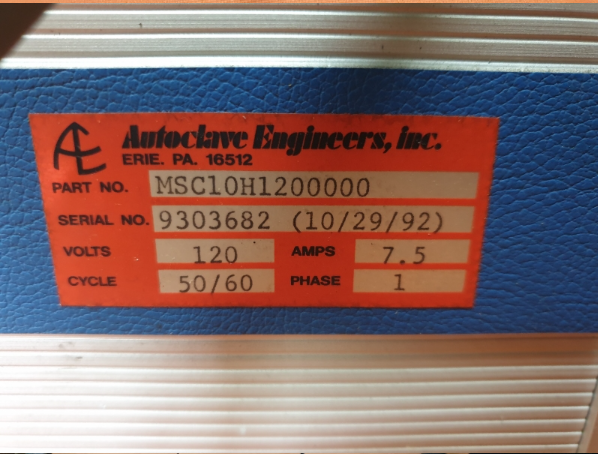 AE Autoclave Engineers, inc.
ERIE. PA. 16512
PART NO. MSC10H1200000
SERIAL NO. 9303682 (10/29/92)
VOLTS 120 AMPS 7.5
CYCLE 50/60 PHASE 1